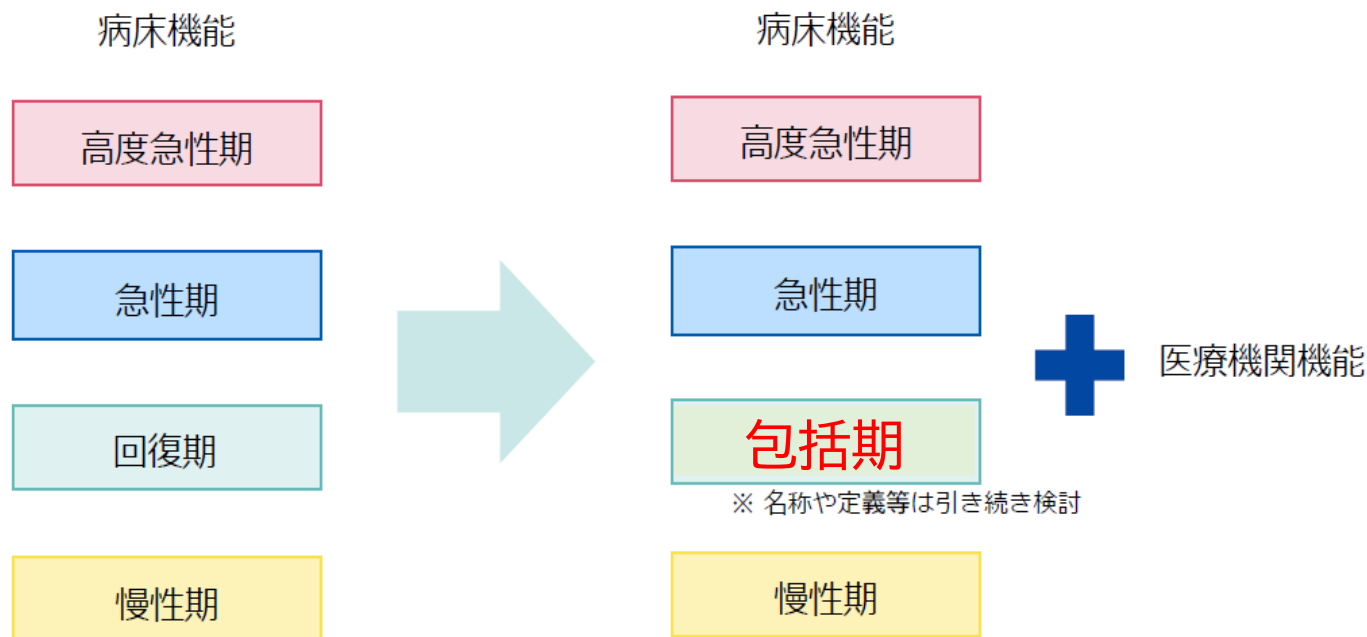 病床機能
高度急性期
急性期
回復期
慢性期
病床機能
高度急性期
急性期
包括期
※ 名称や定義等は引き続き検討
慢性期
医療機関機能